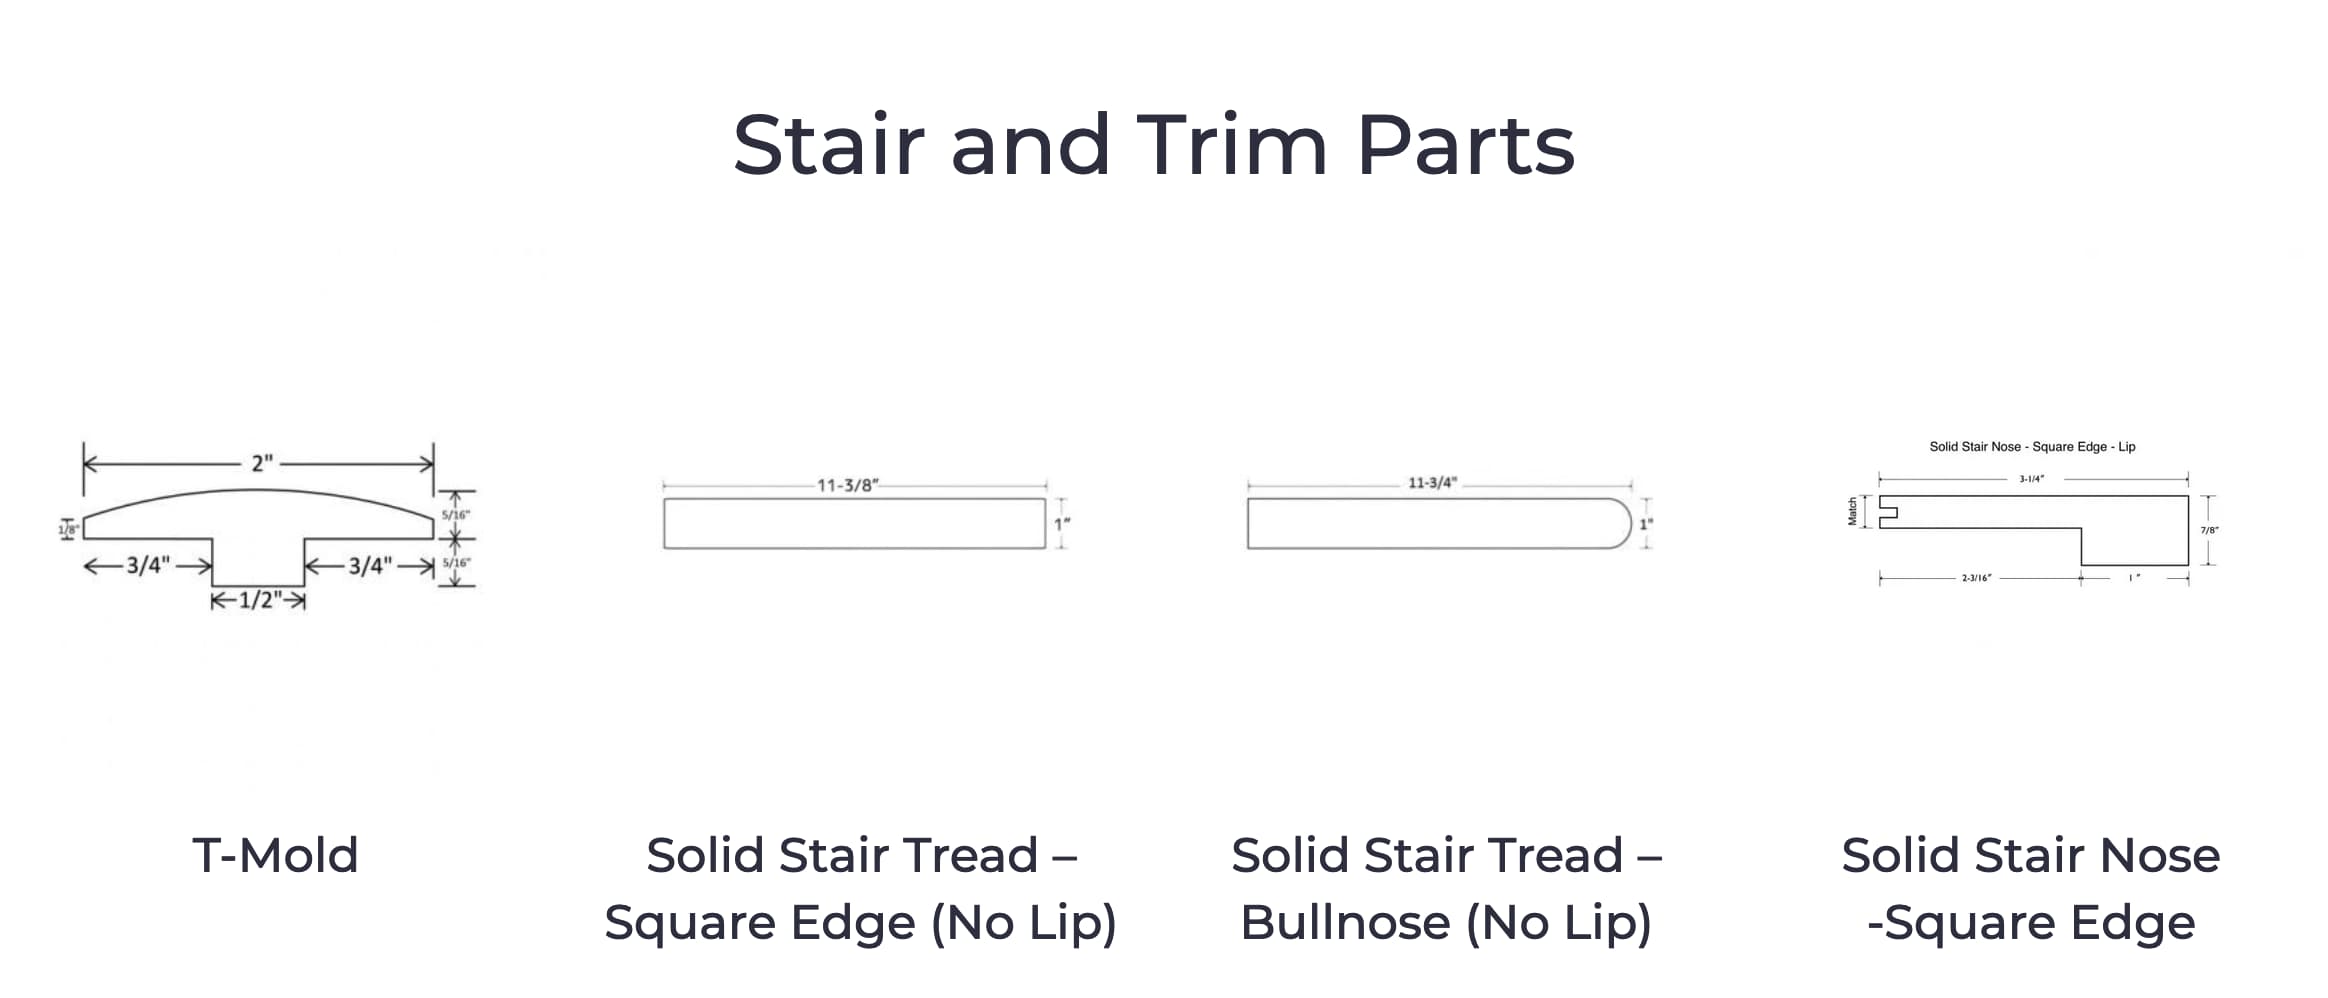 Stair and Trim Parts
2"
1/8"
5/16"
3/4"
3/4"
5/16"
1/2"
11-3/8"
1"
11-3/4"
1"
Solid Stair Nose - Square Edge - Lip
3-1/4"
Match
7/8"
2-3/16"
1 "
T-Mold
Solid Stair Tread –
Square Edge (No Lip)
Solid Stair Tread –
Bullnose (No Lip)
Solid Stair Nose
-Square Edge